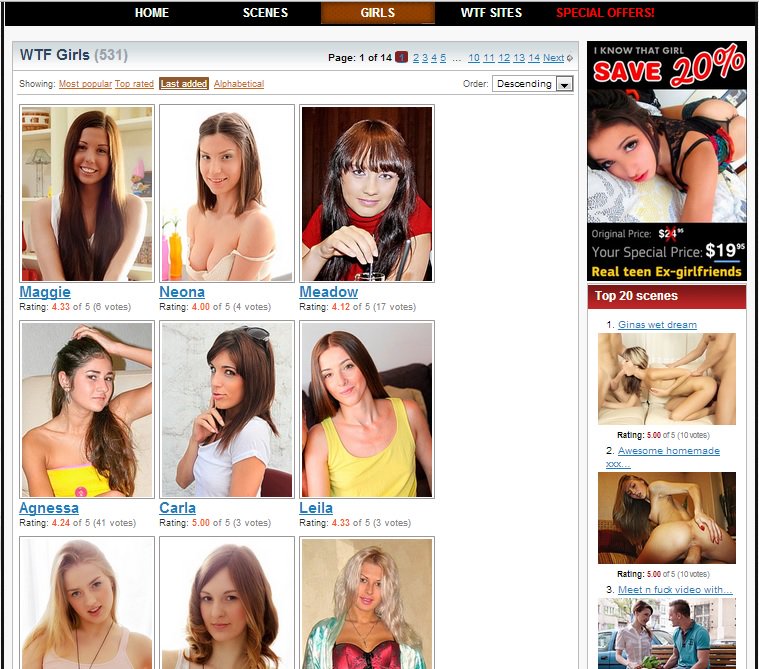 HOME SCENES GIRLS WTF SITES SPECIAL OFFERS!
WTF Girls (531)
Page: 1 of 14 1 2 3 4 5 ... 10 11 12 13 14 Next
Showing: Most popular Top rated Last added Alphabetical
Order: Descending
Maggie
Rating: 4.33 of 5 (6 votes)
Neona
Rating: 4.00 of 5 (4 votes)
Meadow
Rating: 4.12 of 5 (17 votes)
Agnessa
Rating: 4.24 of 5 (41 votes)
Carla
Rating: 5.00 of 5 (3 votes)
Leila
Rating: 4.33 of 5 (3 votes)
I KNOW THAT GIRL
SAVE 20%
Original Price: $24.95
Your Special Price: $19.95
Real teen Ex-girlfriends
Top 20 scenes
1. Ginas wet dream
Rating: 5.00 of 5 (10 votes)
2. Awesome homemade
xxx...
Rating: 5.00 of 5 (10 votes)
3. Meet n fuck video with...